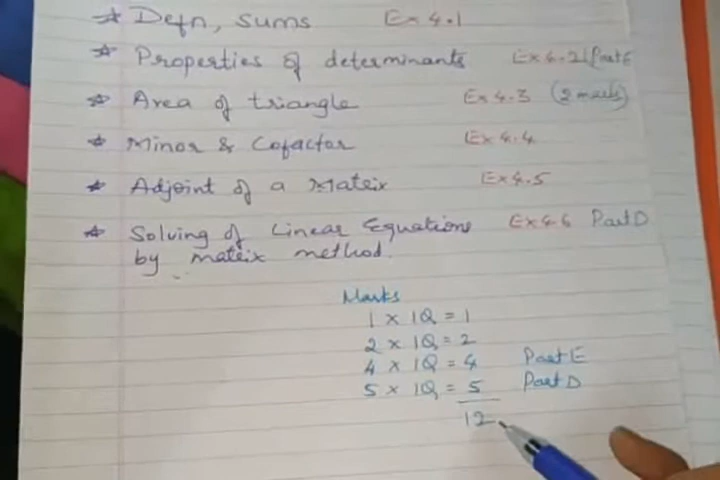 ☆ Defn, sums Ex 4.1
☆ Properties of determinants Ex 4.2 | Part E
☆ Area of triangle Ex 4.3 (2 marks)
☆ Minor & Cofactor Ex 4.4
☆ Adjoint of a Matrix Ex 4.5
☆ Solving of Linear Equations Ex 4.6 Part D
by matrix method.
Marks
1 x 1Q = 1
2 x 1Q = 2
4 x 1Q = 4 Part E
5 x 1Q = 5 Part D
12